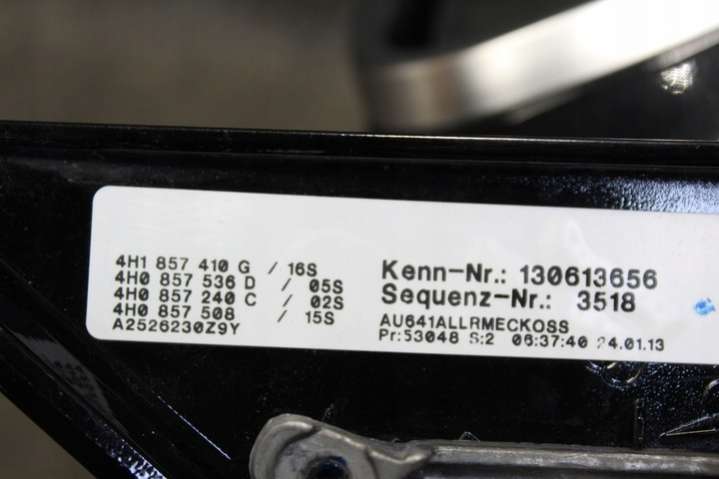 4H1 857 410 G / 16S
4H0 857 536 D / 05S
4H0 857 240 C / 02S
4H0 857 508 / 15S
A2526230Z9Y
Kenn-Nr.: 130613656
Sequenz-Nr.: 3518
AU641ALLRMECKOSS
Pr:53048 S:2 06:37:40 24.01.13